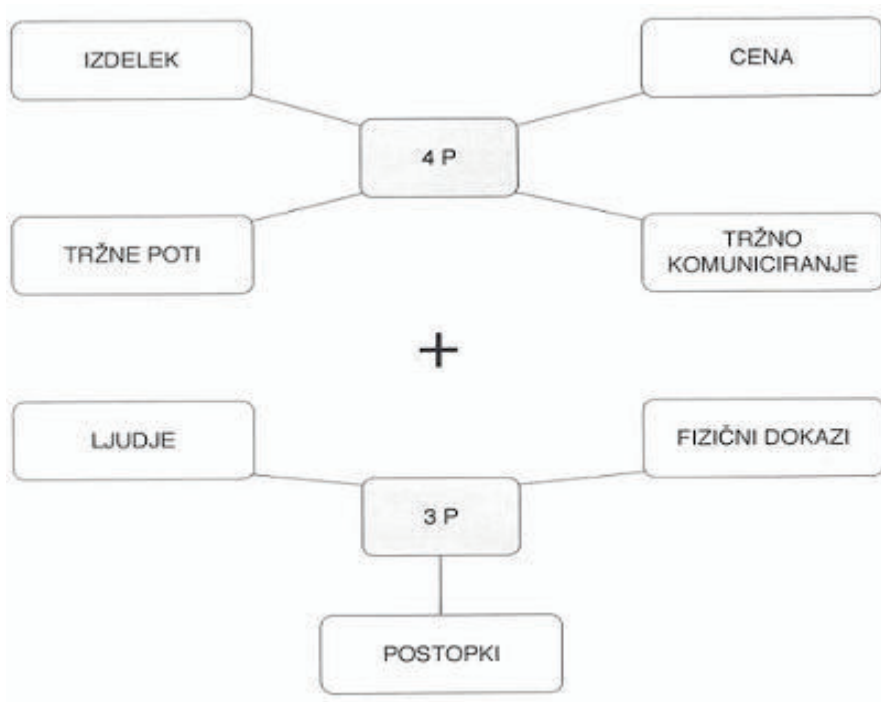 IZDELEK
CENA
4 P
TRŽNE POTI
TRŽNO
KOMUNICIRANJE
+
LJUDJE
FIZIČNI DOKAZI
3 P
POSTOPKI